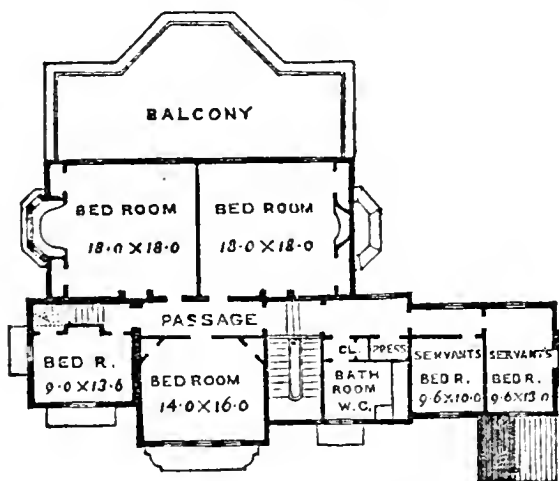 BALCONY
BED ROOM
18·0 × 18·0
BED ROOM
18·0 × 18·0
PASSAGE
BED R.
9·0 × 13·6
BED ROOM
14·0 × 16·0
CL.
PRESS
BATH
ROOM
W.C.
SERVANTS
BED R.
9·6 × 10·0
SERVANTS
BED R.
9·6 × 13·0